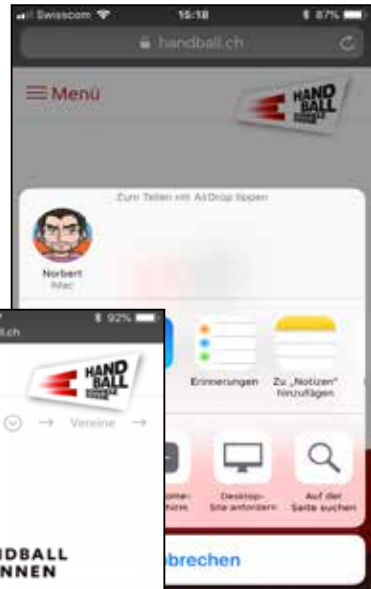 Swisscom 15:18 87%
handball.ch
Menü
HAND
BALL
Zum Teilen mit AirDrop tippen
Norbert
iMac
Erinnerungen
Zu „Notizen“
hinzufügen
Desktop-
Site anfordern
Auf der
Seite suchen
brechen
92%
ll.ch
HAND
BALL
→ Vereine →
NDBALL
NNEN